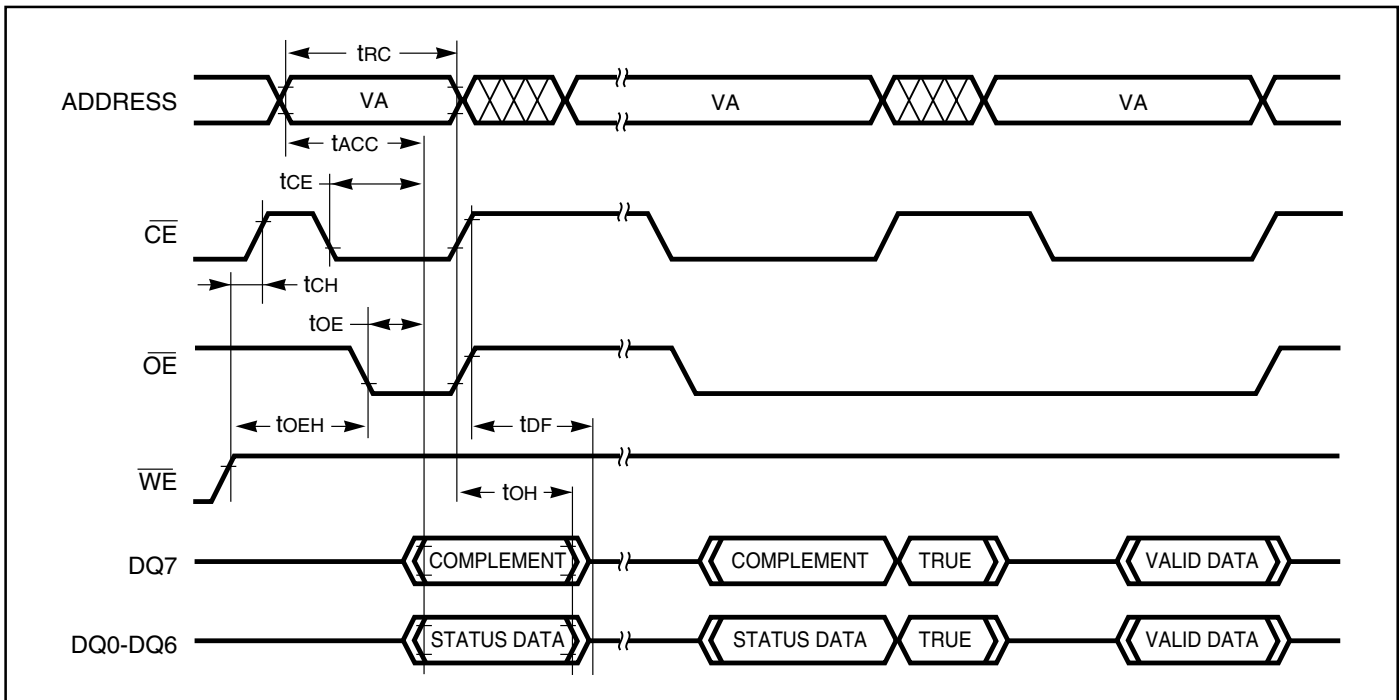 tRC
ADDRESS VA VA VA
tACC
tCE
CE
tCH
tOE
OE
tOEH tDF
WE
tOH
DQ7 COMPLEMENT COMPLEMENT TRUE VALID DATA
DQ0-DQ6 STATUS DATA STATUS DATA TRUE VALID DATA